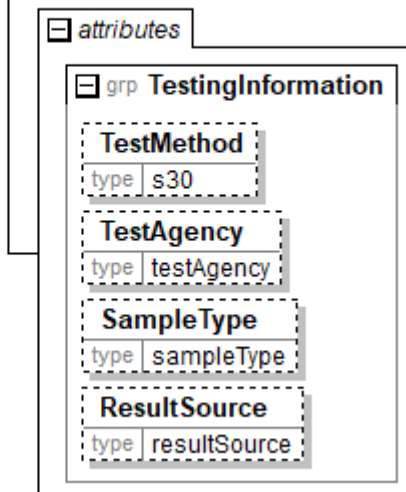 attributes
grp TestingInformation
TestMethod
type s30
TestAgency
type testAgency
SampleType
type sampleType
ResultSource
type resultSource